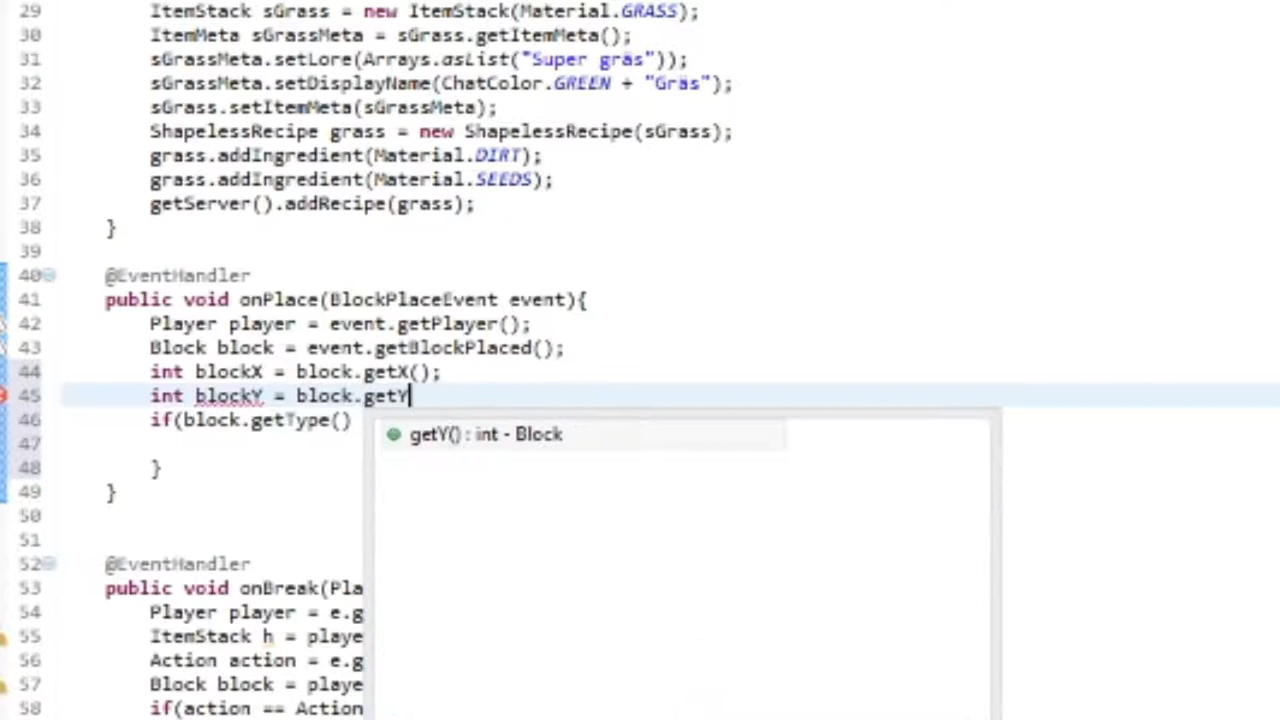 29 ItemStack sGrass = new ItemStack(Material.GRASS);
30 ItemMeta sGrassMeta = sGrass.getItemMeta();
31 sGrassMeta.setLore(Arrays.asList("Super gräs"));
32 sGrassMeta.setDisplayName(ChatColor.GREEN + "Gräs");
33 sGrass.setItemMeta(sGrassMeta);
34 ShapelessRecipe grass = new ShapelessRecipe(sGrass);
35 grass.addIngredient(Material.DIRT);
36 grass.addIngredient(Material.SEEDS);
37 getServer().addRecipe(grass);
38 }
39
40 @EventHandler
41 public void onPlace(BlockPlaceEvent event){
42 Player player = event.getPlayer();
43 Block block = event.getBlockPlaced();
44 int blockX = block.getX();
45 int blockY = block.getY
46 if(block.getType()
getY() : int - Block
47
48 }
49 }
50
51
52 @EventHandler
53 public void onBreak(Pla
54 Player player = e.g
55 ItemStack h = playe
56 Action action = e.g
57 Block block = playe
58 if(action == Action